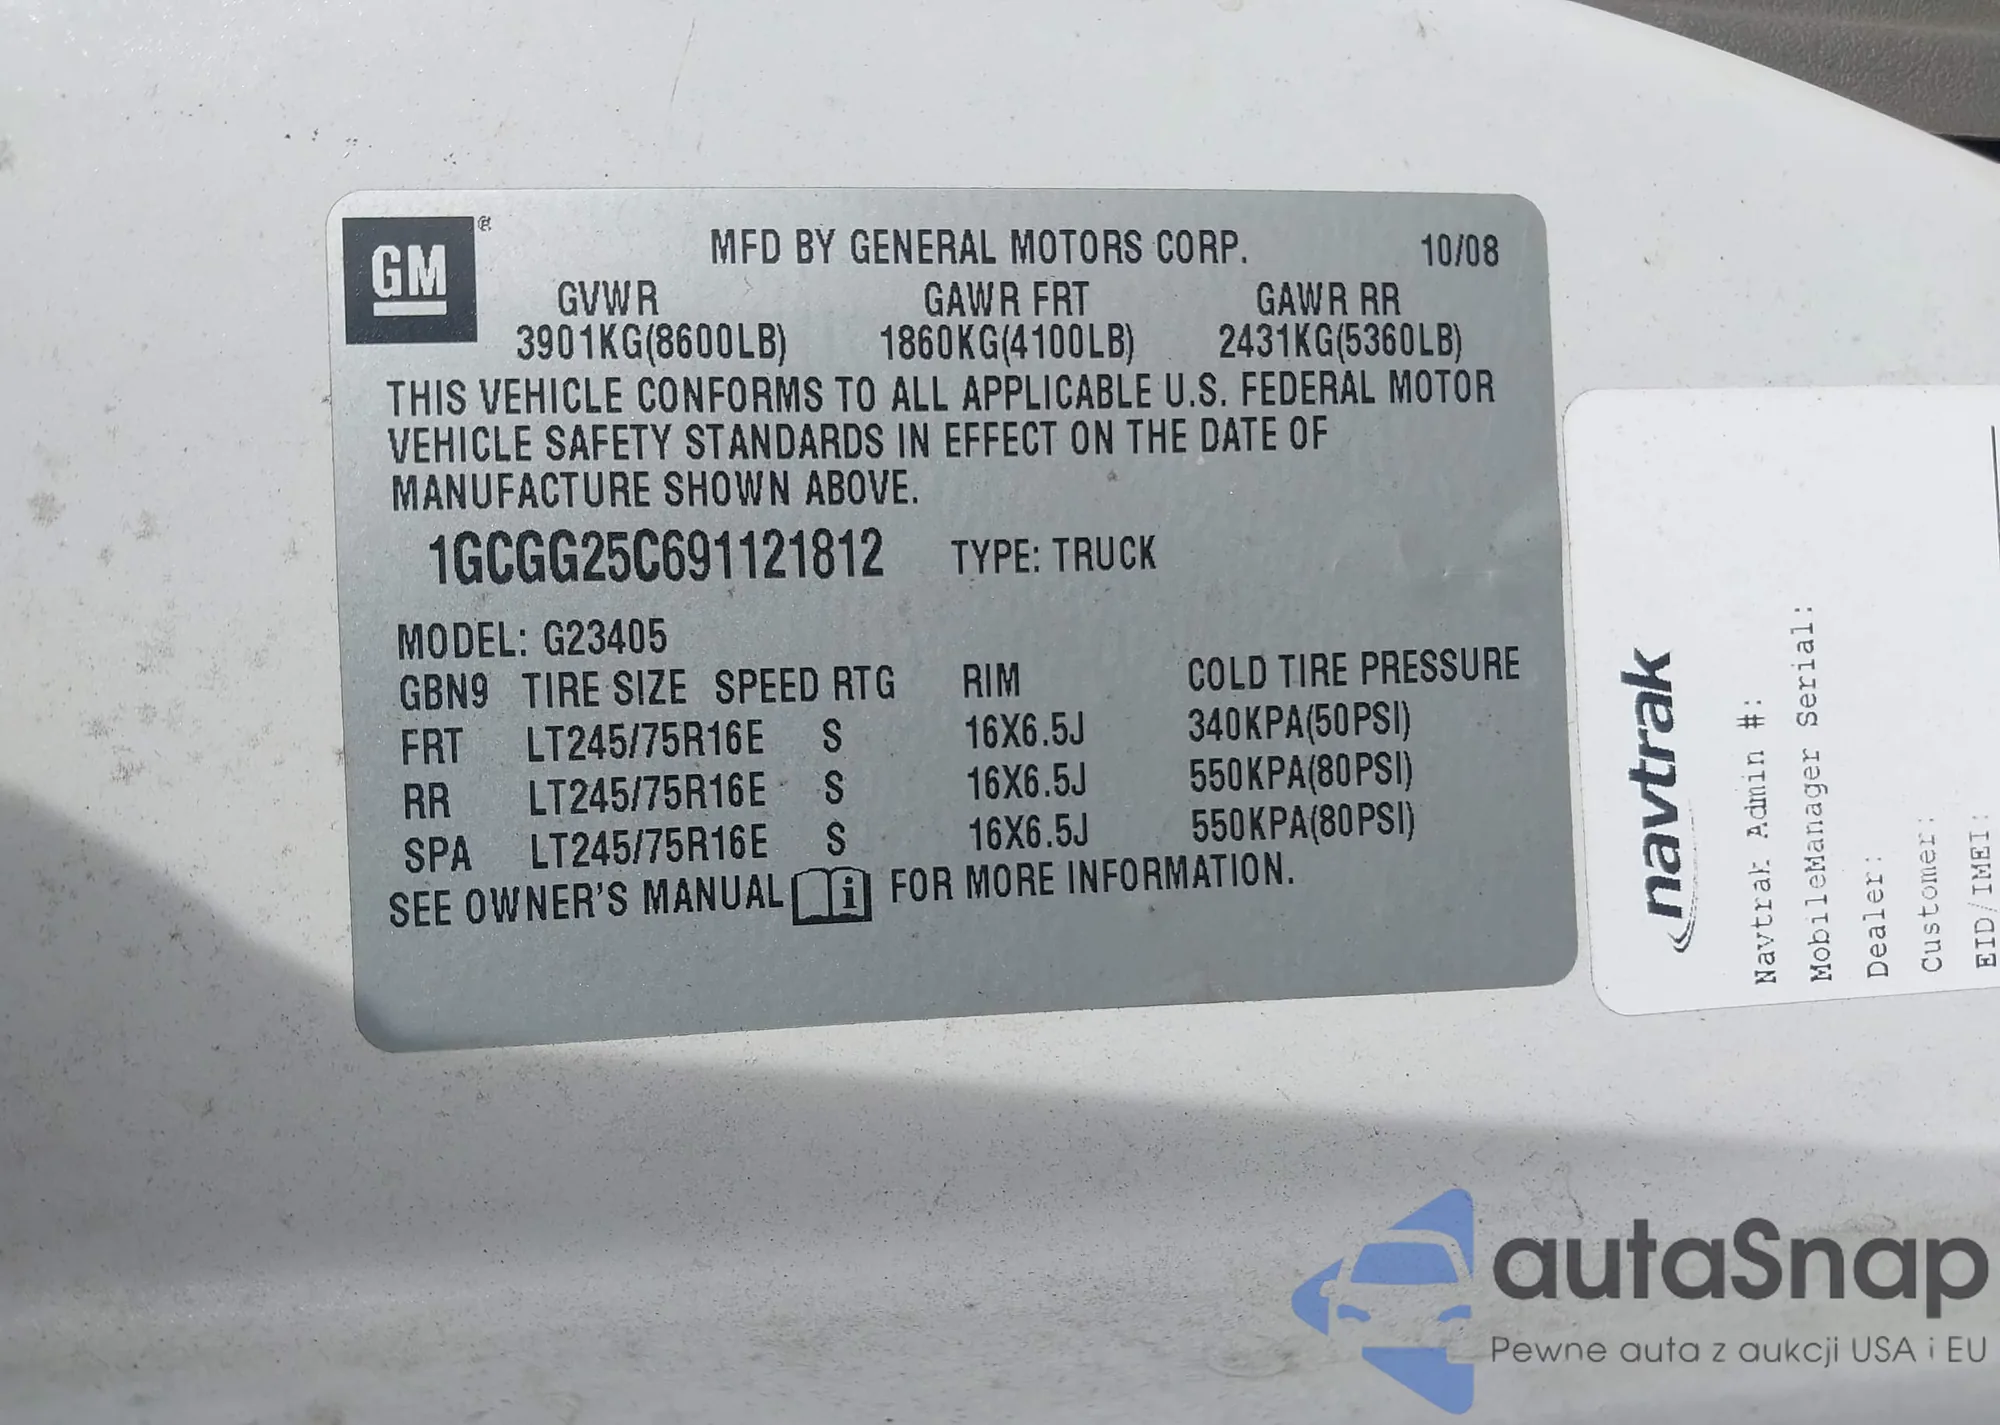 GM ®
MFD BY GENERAL MOTORS CORP. 10/08
GVWR GAWR FRT GAWR RR
3901KG(8600LB) 1860KG(4100LB) 2431KG(5360LB)
THIS VEHICLE CONFORMS TO ALL APPLICABLE U.S. FEDERAL MOTOR
VEHICLE SAFETY STANDARDS IN EFFECT ON THE DATE OF
MANUFACTURE SHOWN ABOVE.
1GCGG25C691121812 TYPE: TRUCK
MODEL: G23405
GBN9 TIRE SIZE SPEED RTG RIM COLD TIRE PRESSURE
FRT LT245/75R16E S 16X6.5J 340KPA(50PSI)
RR LT245/75R16E S 16X6.5J 550KPA(80PSI)
SPA LT245/75R16E S 16X6.5J 550KPA(80PSI)
SEE OWNER'S MANUAL i FOR MORE INFORMATION.
navtrak
Navtrak Admin #:
MobileManager Serial:
Dealer:
Customer:
EID/IMEI:
autaSnap
Pewne auta z aukcji USA i EU